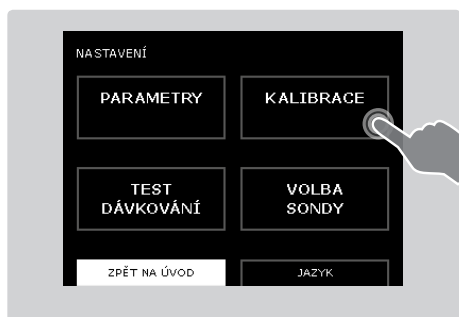 NASTAVENÍ
PARAMETRY
KALIBRACE
TEST
DÁVKOVÁNÍ
VOLBA
SONDY
ZPĚT NA ÚVOD
JAZYK